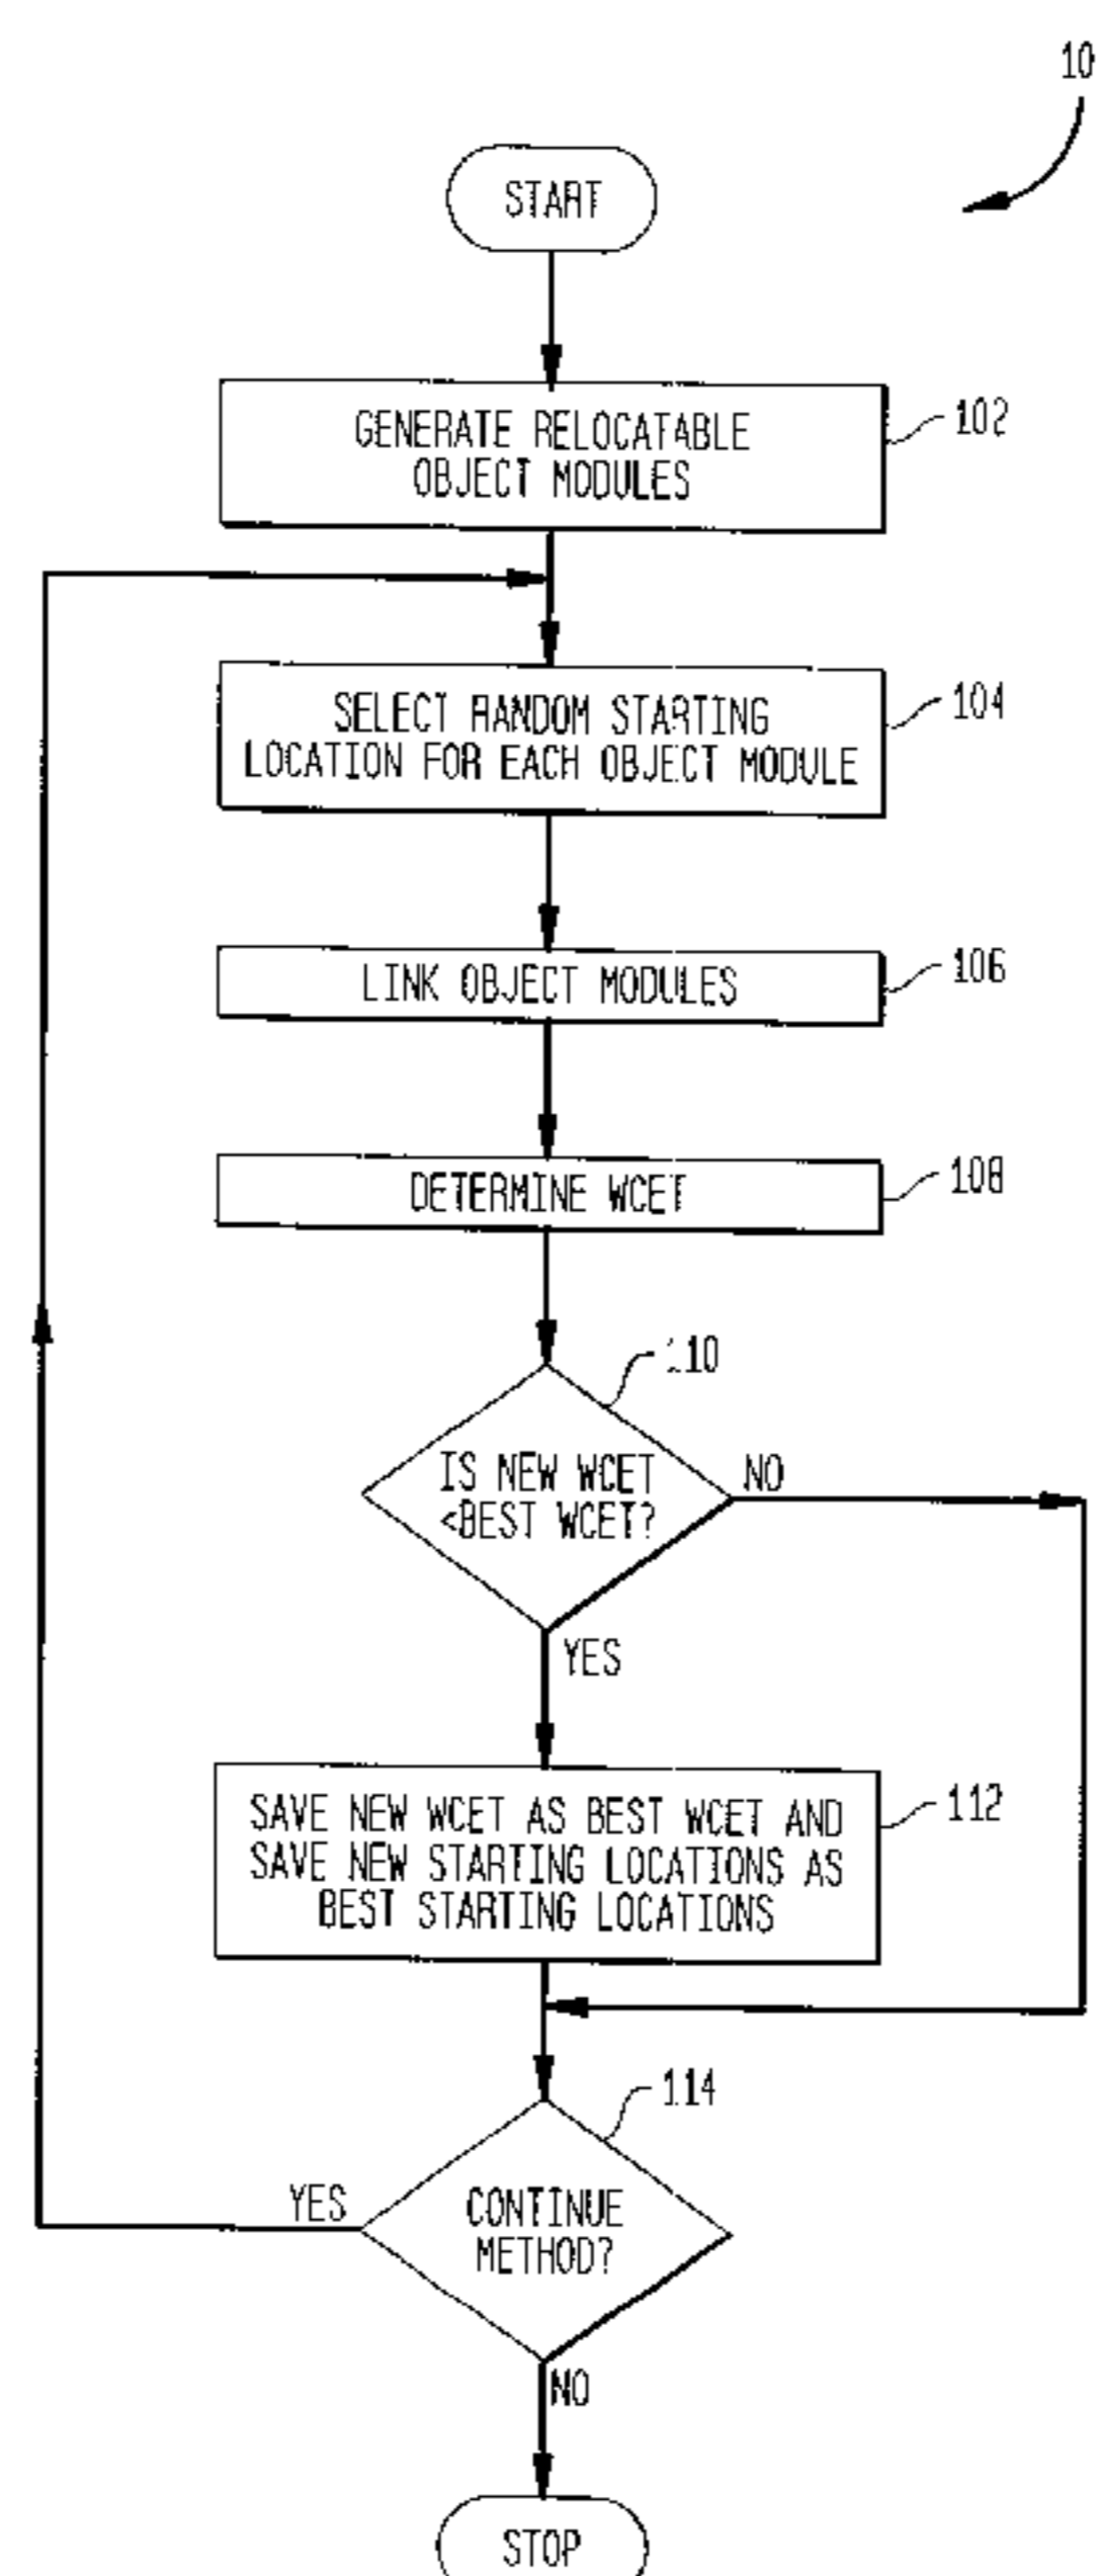 10
START
GENERATE RELOCATABLE
OBJECT MODULES
102
SELECT RANDOM STARTING
LOCATION FOR EACH OBJECT MODULE
104
LINK OBJECT MODULES
106
DETERMINE WCET
108
110
IS NEW WCET
<BEST WCET?
NO
YES
SAVE NEW WCET AS BEST WCET AND
SAVE NEW STARTING LOCATIONS AS
BEST STARTING LOCATIONS
112
114
CONTINUE
METHOD?
YES
NO
STOP